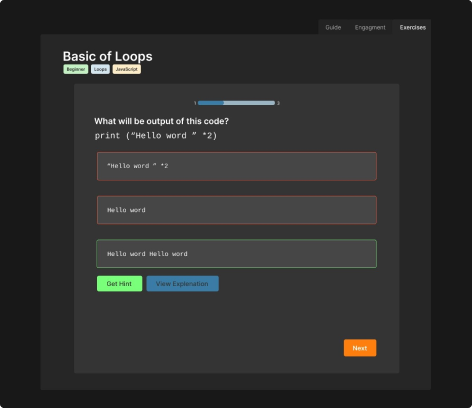 Guide Engagment Exercises
Basic of Loops
Beginner Loops JavaScript
1 3
What will be output of this code?
print (“Hello word ” *2)
“Hello word ” *2
Hello word
Hello word Hello word
Get Hint View Explenation
Next